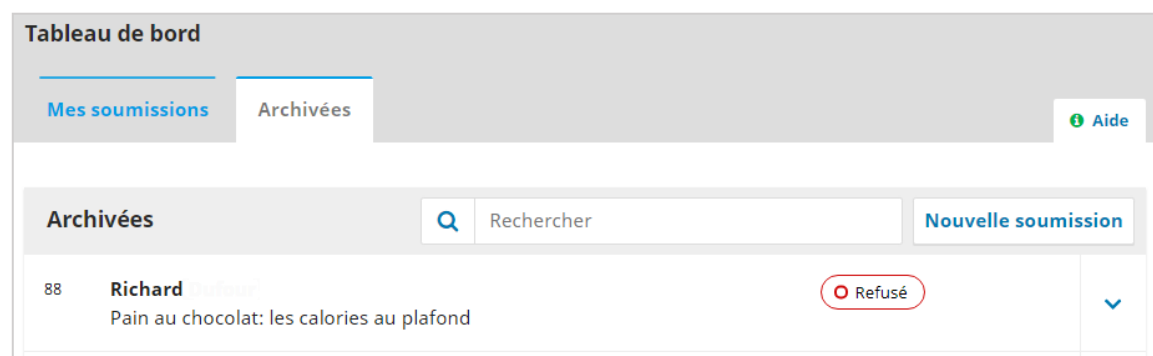 Tableau de bord
Mes soumissions Archivées
Aide
Archivées Rechercher Nouvelle soumission
88 Richard Refusé
Pain au chocolat: les calories au plafond